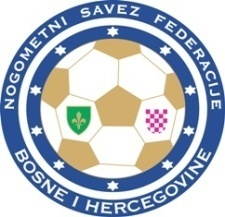 NOGOMETNI SAVEZ FEDERACIJE
BOSNE I HERCEGOVINE